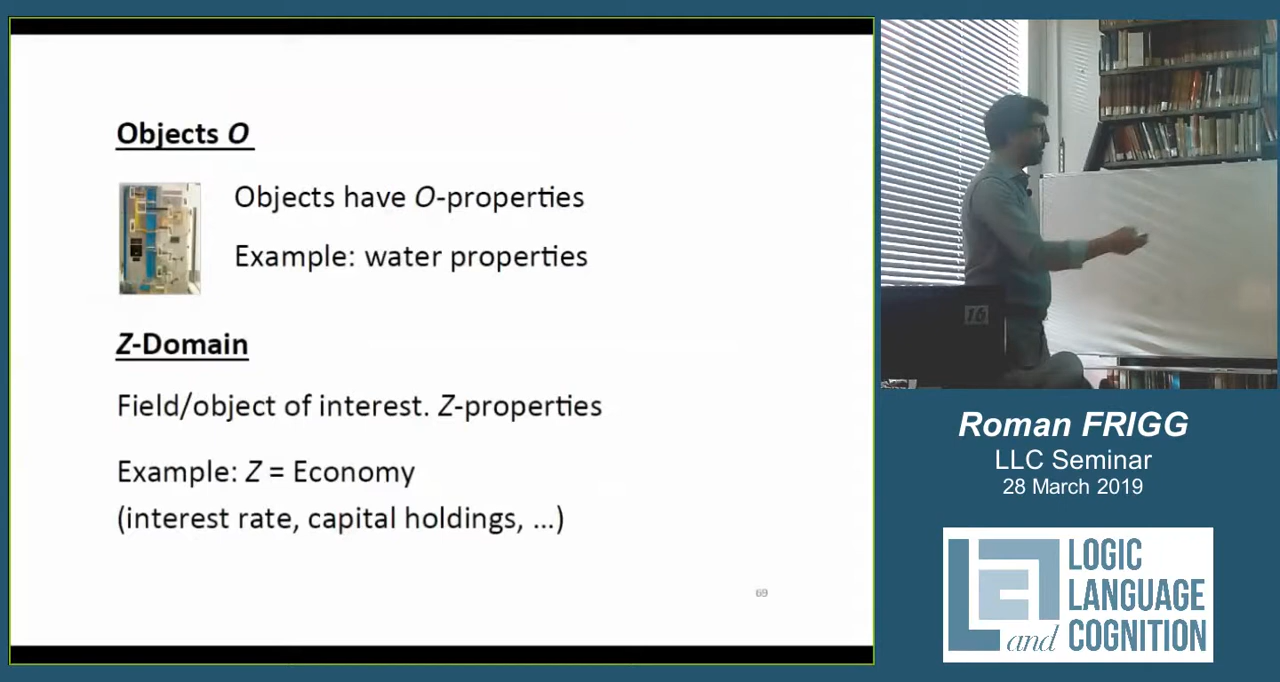 Objects O
Objects have O-properties
Example: water properties
Z-Domain
Field/object of interest. Z-properties
Example: Z = Economy
(interest rate, capital holdings, ...)
69
16
Roman FRIGG
LLC Seminar
28 March 2019
LOGIC
LANGUAGE
and COGNITION